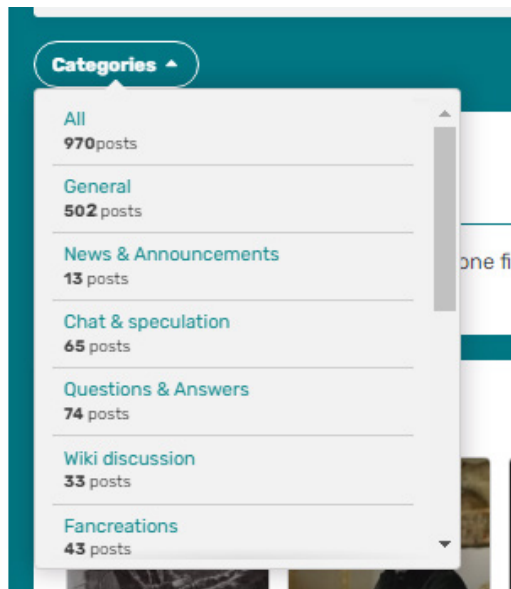 Categories
All
970posts
General
502 posts
News & Announcements
13 posts
one fi
Chat & speculation
65 posts
Questions & Answers
74 posts
Wiki discussion
33 posts
Fancreations
43 posts